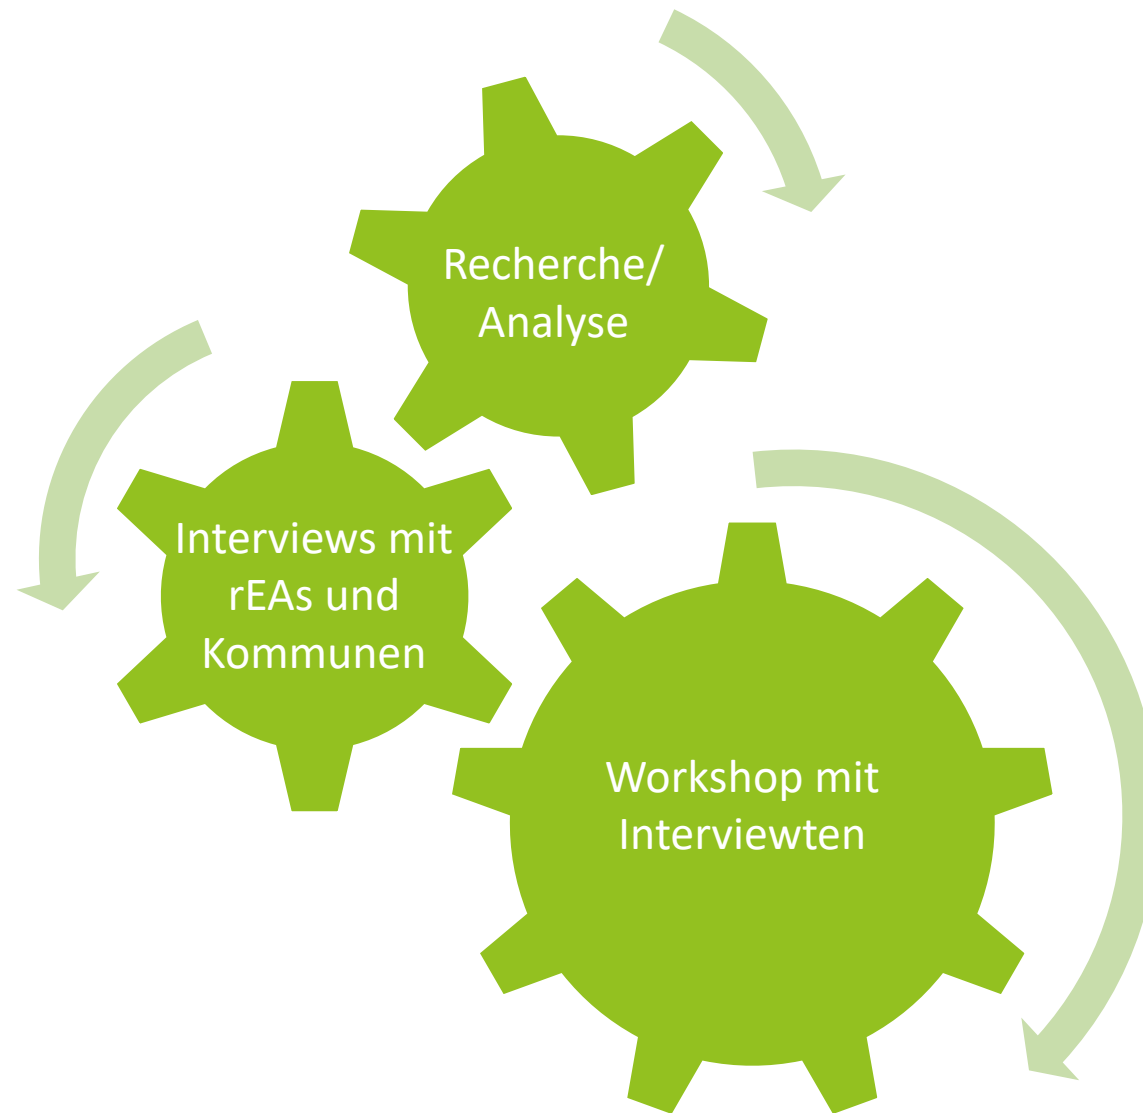 Recherche/
Analyse
Interviews mit
rEAs und
Kommunen
Workshop mit
Interviewten